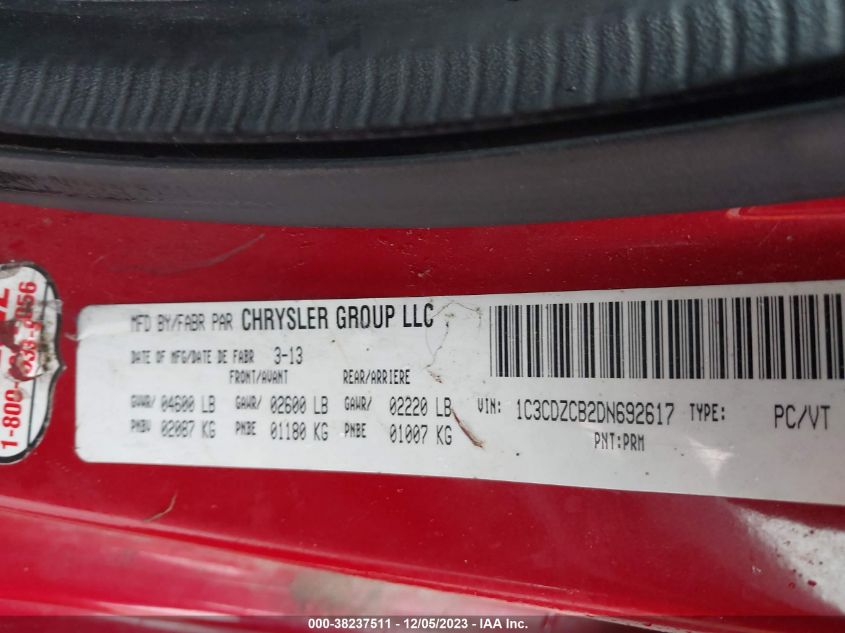 MFD BY/FABR PAR CHRYSLER GROUP LLC
DATE OF MFG/DATE DE FABR 3-13
FRONT/AVANT REAR/ARRIERE
GVWR/ 04600 LB GAWR/ 02600 LB GAWR/ 02220 LB
PNBV 02087 KG PNBE 01180 KG PNBE 01007 KG
VIN: 1C3CDZCB2DN692617 TYPE: PC/VT
PNT:PRM
000-38237511 - 12/05/2023 - IAA Inc.